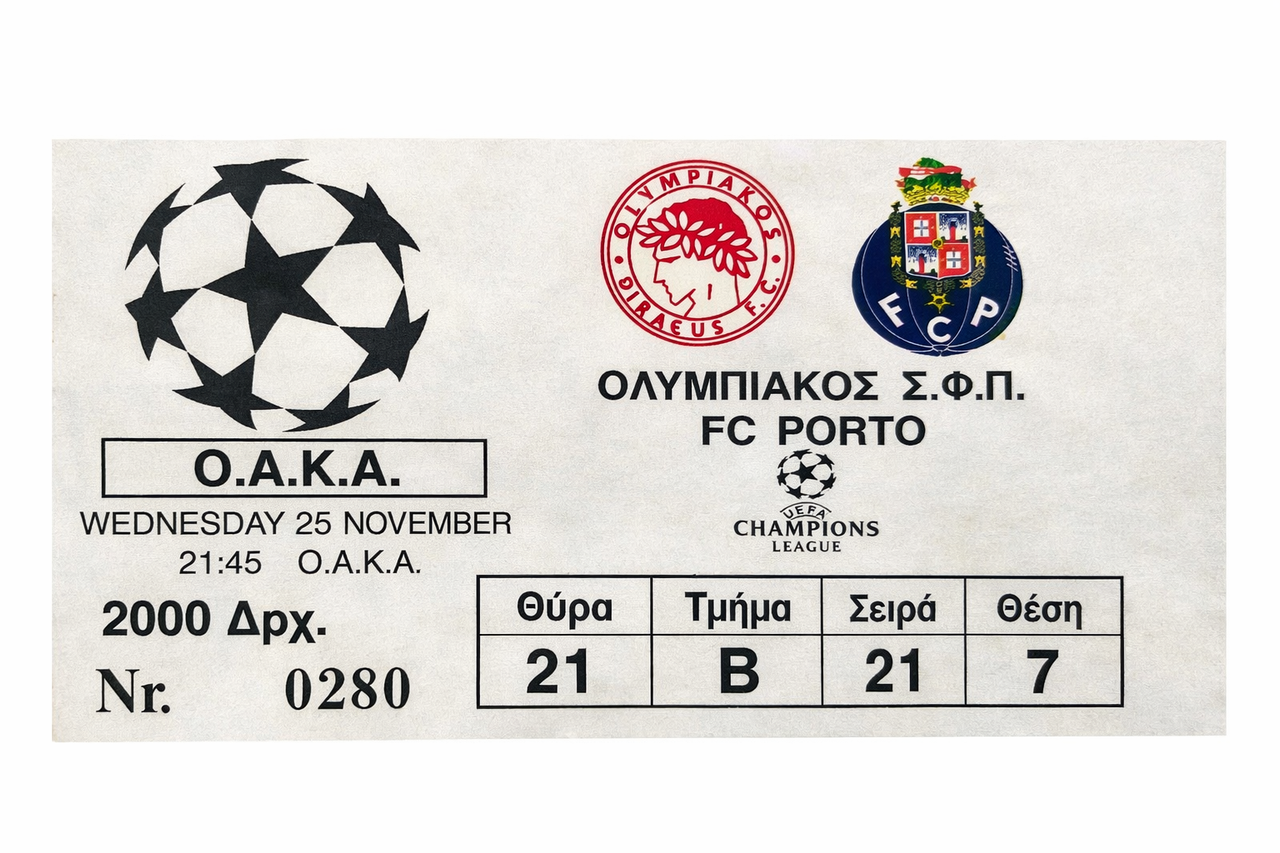 Ο.Α.Κ.Α.
WEDNESDAY 25 NOVEMBER
21:45 Ο.Α.Κ.Α.
2000 Δρχ.
Nr. 0280
OLYMPIAKOS
PIRAEUS F.C.
FCP
ΟΛΥΜΠΙΑΚΟΣ Σ.Φ.Π.
FC PORTO
UEFA
CHAMPIONS
LEAGUE
Θύρα Τμήμα Σειρά Θέση
21 Β 21 7